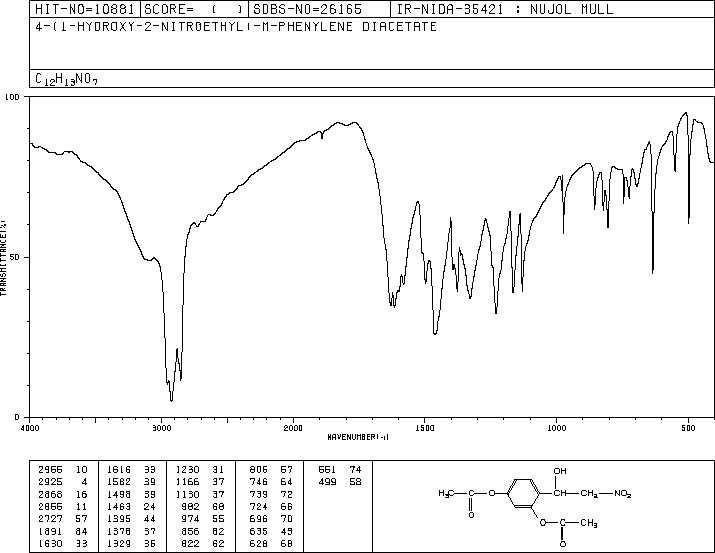 HIT-NO=10881 SCORE= ( ) SDBS-NO=26165 IR-NIDA-35421 : NUJOL MULL
4-(1-HYDROXY-2-NITROETHYL)-M-PHENYLENE DIACETATE
C12H13NO7
100
50
0
TRANSMITTANCE(%)
4000 3000 2000 1500 1000 500
WAVENUMBER(-1)
2955 10 1616 33 1230 31 806 57 551 74
2925 4 1582 39 1166 37 746 64 499 58
2868 16 1498 39 1130 37 739 72
2855 11 1463 24 982 60 724 66
2727 57 1395 44 974 55 696 70
1891 84 1378 37 856 62 635 43
1630 33 1329 36 822 62 628 68
OH
H3C C O CH CH2 NO2
O
O C CH3
O